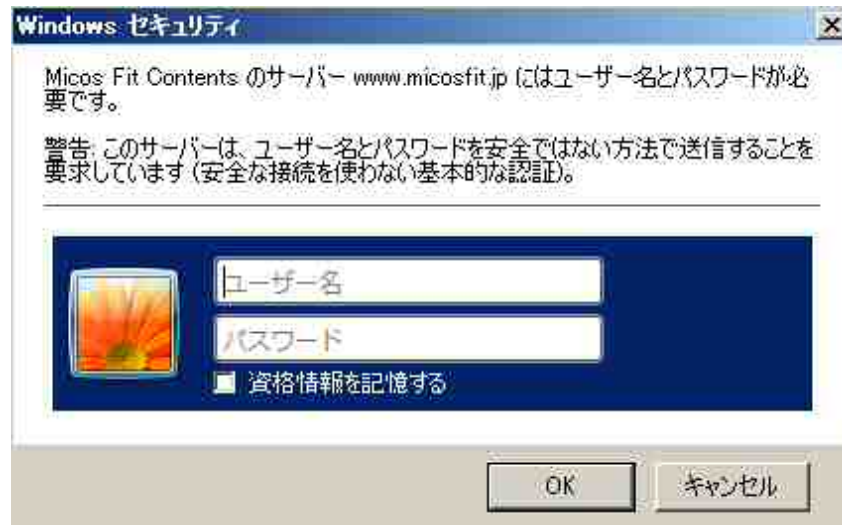 Windows セキュリティ
Micos Fit Contents のサーバー www.micosfit.jp にはユーザー名とパスワードが必
要です。
警告: このサーバーは、ユーザー名とパスワードを安全ではない方法で送信することを
要求しています (安全な接続を使わない基本的な認証)。
ユーザー名
パスワード
資格情報を記憶する
OK
キャンセル